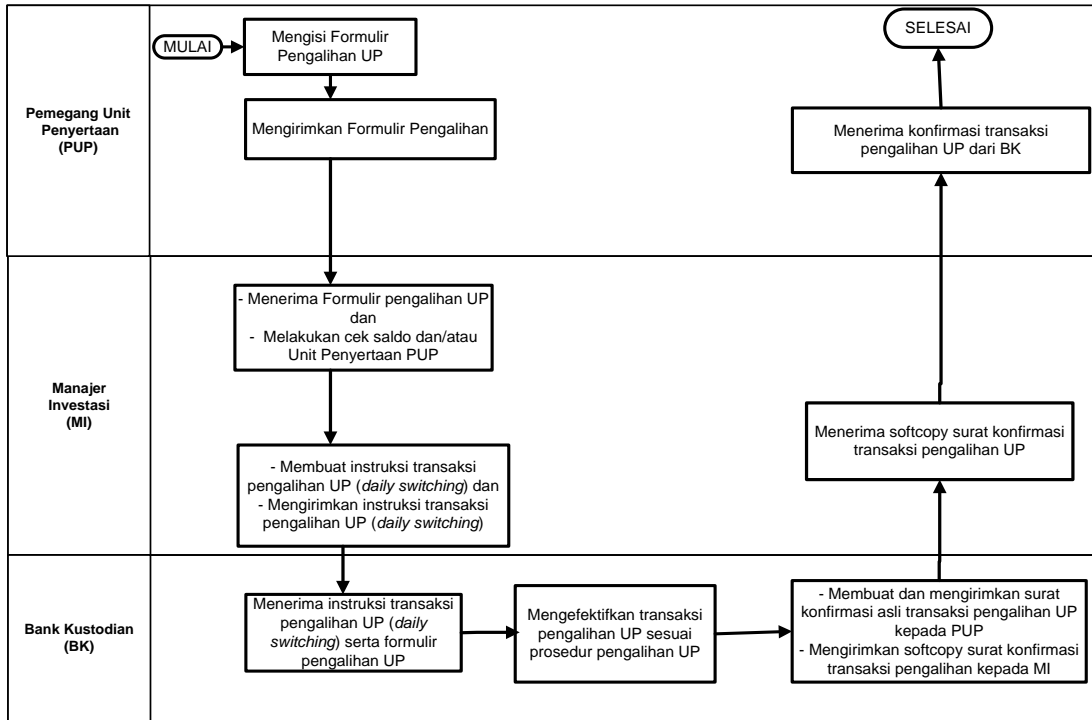 MULAI
Mengisi Formulir
Pengalihan UP
SELESAI
Pemegang Unit
Penyertaan
(PUP)
Mengirimkan Formulir Pengalihan
Menerima konfirmasi transaksi
pengalihan UP dari BK
Manajer
Investasi
(MI)
- Menerima Formulir pengalihan UP
dan
- Melakukan cek saldo dan/atau
Unit Penyertaan PUP
- Membuat instruksi transaksi
pengalihan UP (daily switching) dan
- Mengirimkan instruksi transaksi
pengalihan UP (daily switching)
Menerima softcopy surat konfirmasi
transaksi pengalihan UP
Bank Kustodian
(BK)
Menerima instruksi transaksi
pengalihan UP (daily
switching) serta formulir
pengalihan UP
Mengefektifkan transaksi
pengalihan UP sesuai
prosedur pengalihan UP
- Membuat dan mengirimkan surat
konfirmasi asli transaksi pengalihan UP
kepada PUP
- Mengirimkan softcopy surat konfirmasi
transaksi pengalihan kepada MI